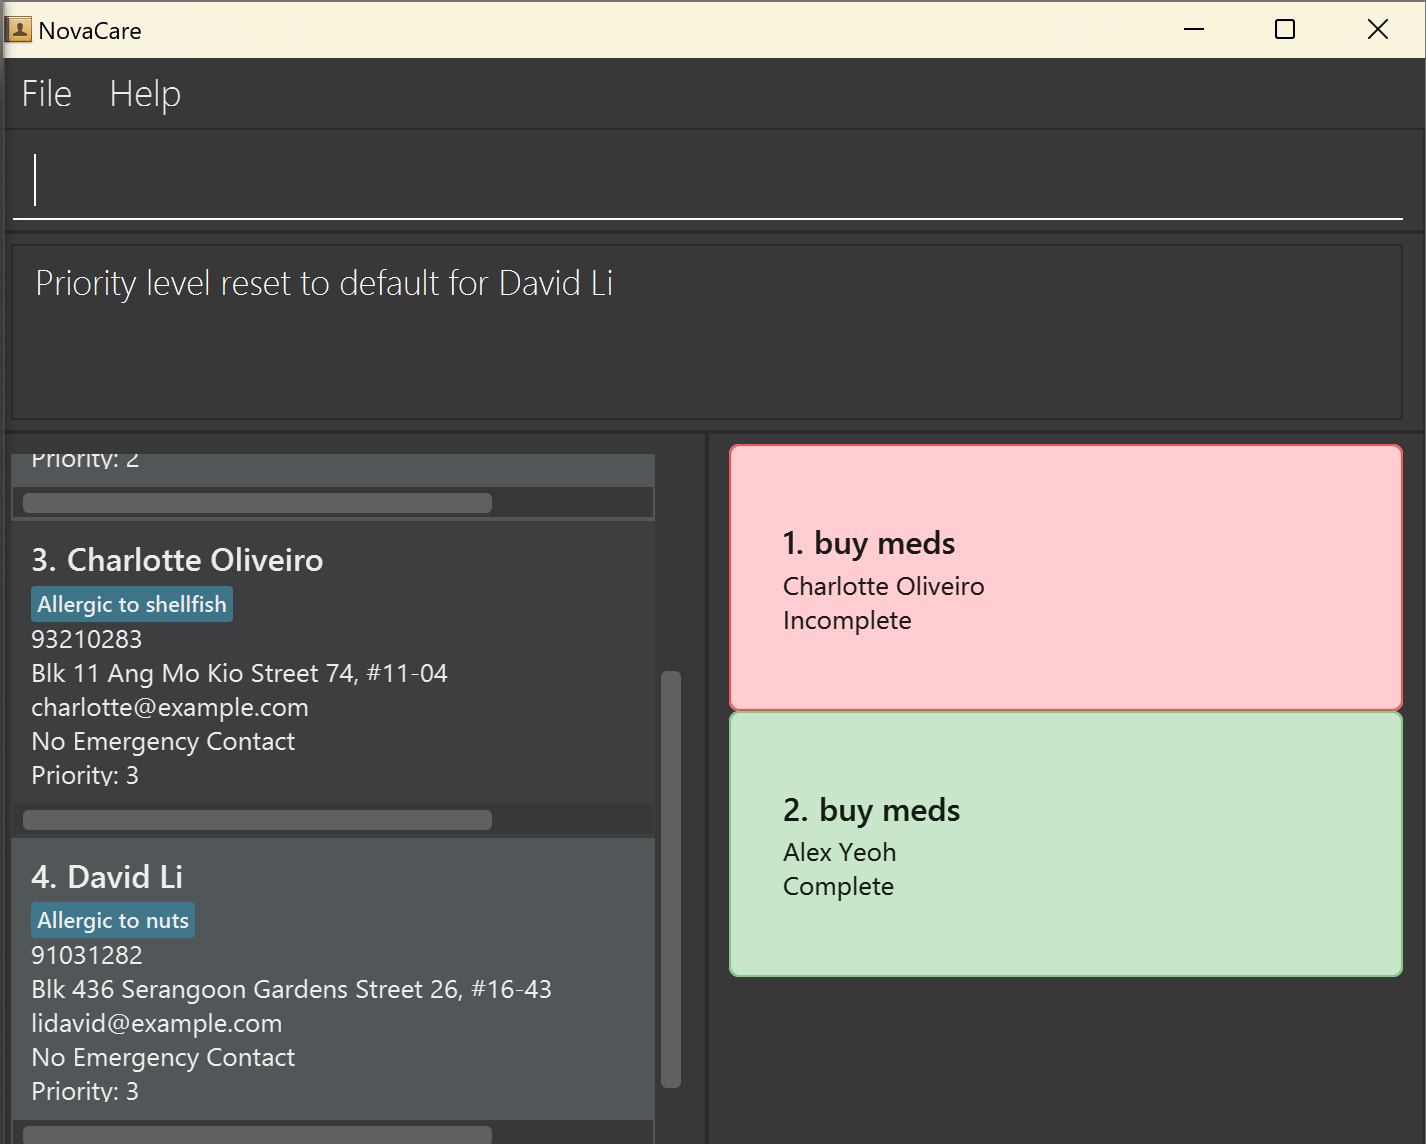 NovaCare
File Help
Priority level reset to default for David Li
Priority: 2
3. Charlotte Oliveiro
Allergic to shellfish
93210283
Blk 11 Ang Mo Kio Street 74, #11-04
charlotte@example.com
No Emergency Contact
Priority: 3
4. David Li
Allergic to nuts
91031282
Blk 436 Serangoon Gardens Street 26, #16-43
lidavid@example.com
No Emergency Contact
Priority: 3
1. buy meds
Charlotte Oliveiro
Incomplete
2. buy meds
Alex Yeoh
Complete